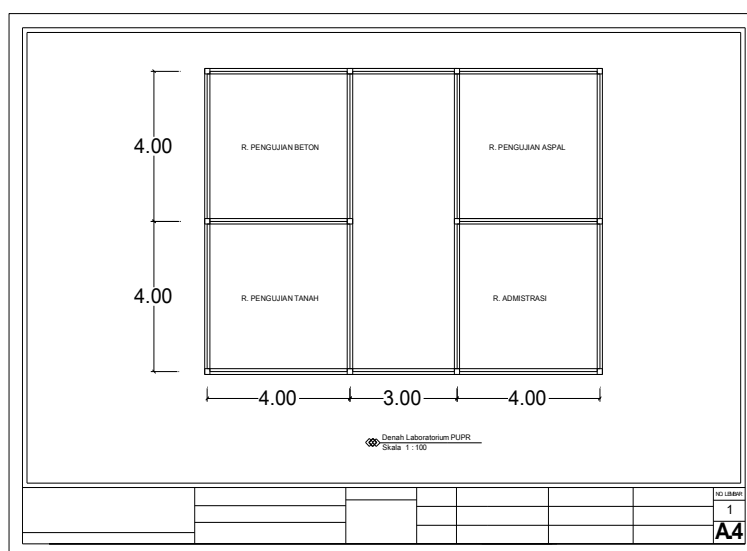 4.00
R. PENGUJIAN BETON
R. PENGUJIAN ASPAL
4.00
R. PENGUJIAN TANAH
R. ADMISTRASI
4.00
3.00
4.00
Denah Laboratorium PUPR
Skala 1 : 100
NO. LEMBAR
1
A4